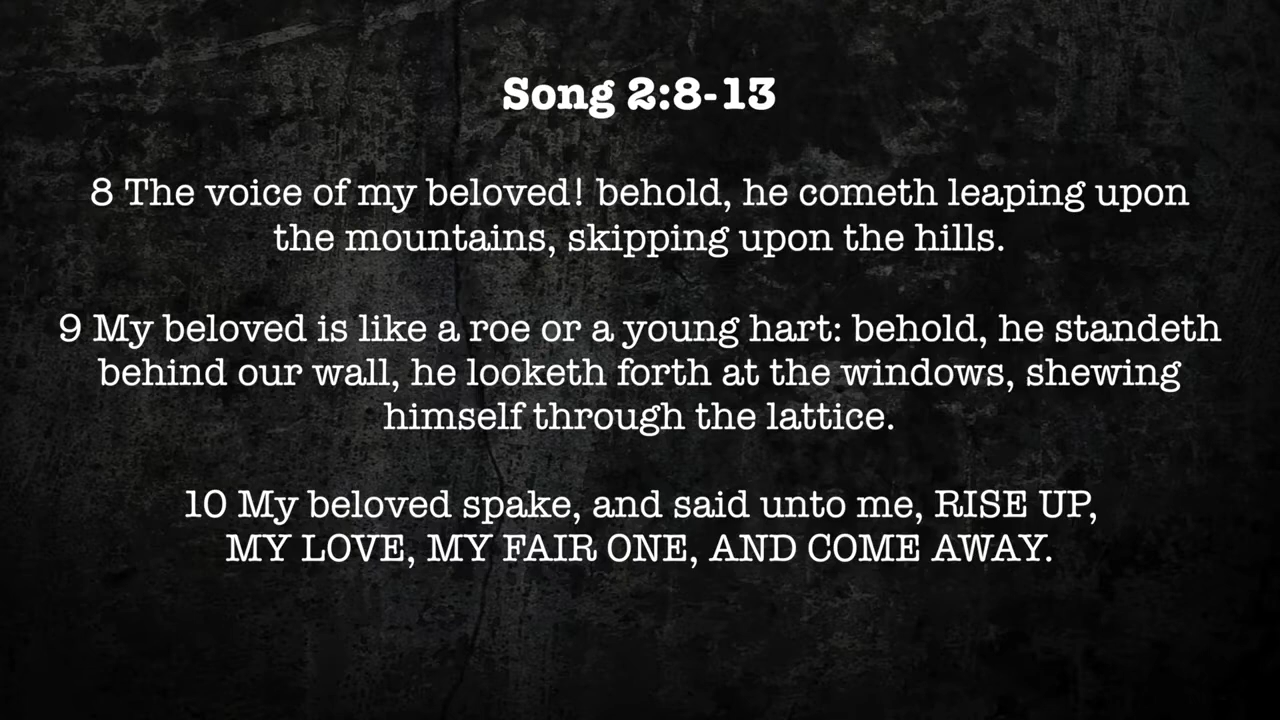 Song 2:8-13
8 The voice of my beloved! behold, he cometh leaping upon
the mountains, skipping upon the hills.
9 My beloved is like a roe or a young hart: behold, he standeth
behind our wall, he looketh forth at the windows, shewing
himself through the lattice.
10 My beloved spake, and said unto me, RISE UP,
MY LOVE, MY FAIR ONE, AND COME AWAY.